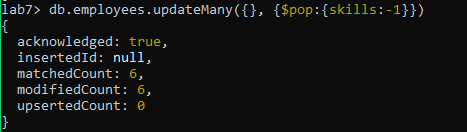 lab7> db.employees.updateMany({}, {$pop:{skills:-1}})
{
  acknowledged: true,
  insertedId: null,
  matchedCount: 6,
  modifiedCount: 6,
  upsertedCount: 0
}